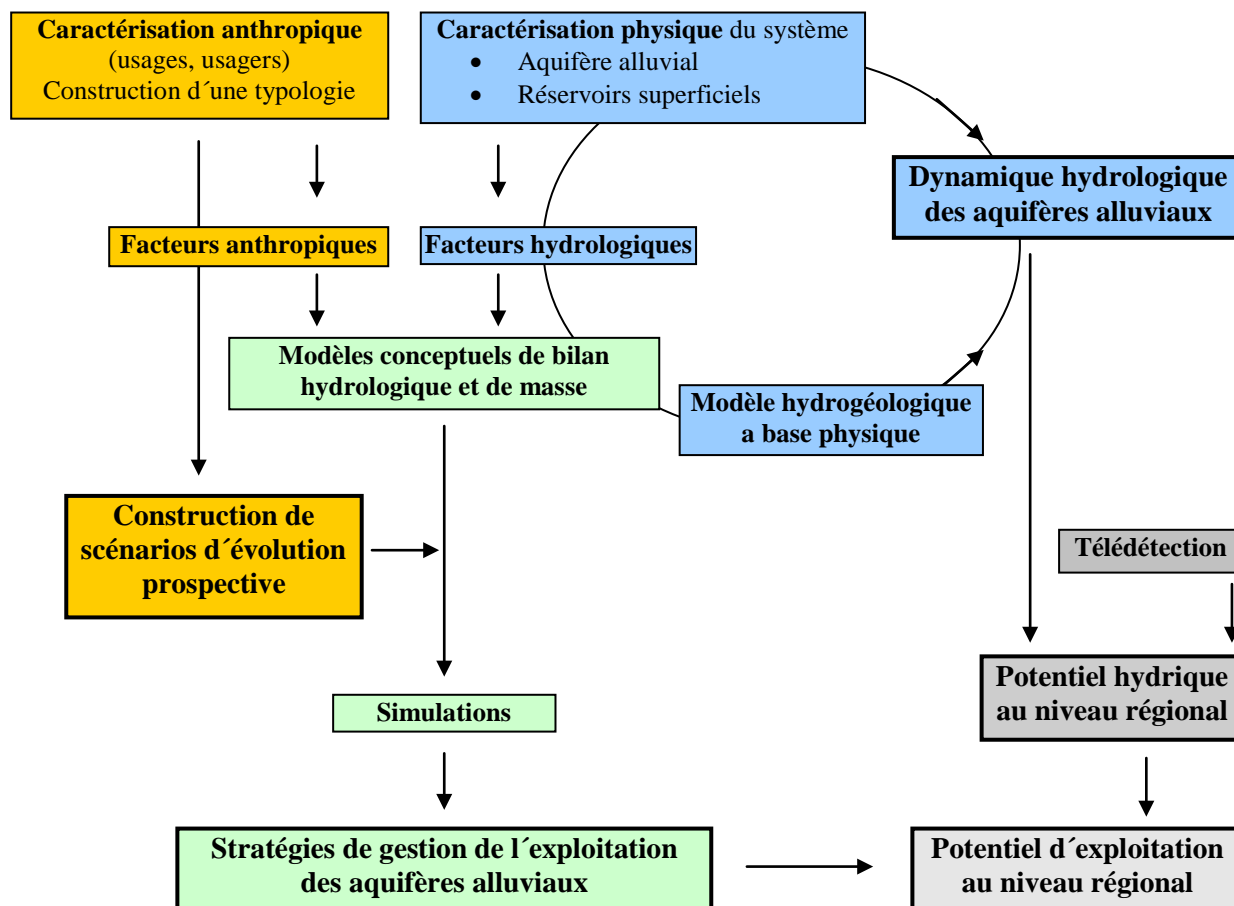 Caractérisation anthropique
(usages, usagers)
Construction d´une typologie
Caractérisation physique du système
• Aquifère alluvial
• Réservoirs superficiels
Dynamique hydrologique
des aquifères alluviaux
Facteurs anthropiques
Facteurs hydrologiques
Modèles conceptuels de bilan
hydrologique et de masse
Modèle hydrogéologique
a base physique
Construction de
scénarios d´évolution
prospective
Télédétection
Potentiel hydrique
au niveau régional
Simulations
Stratégies de gestion de l´exploitation
des aquifères alluviaux
Potentiel d´exploitation
au niveau régional